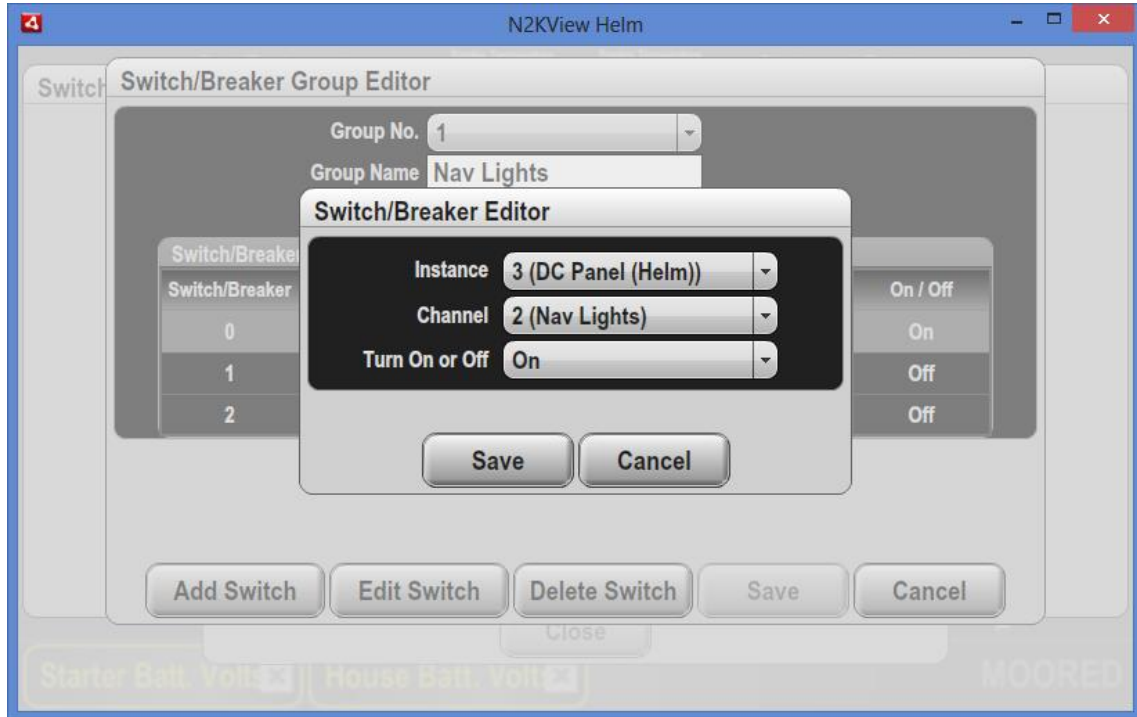 N2KView Helm
Switch
Switch/Breaker Group Editor
Group No. 1
Group Name Nav Lights
Switch/Breaker Editor
Switch/Breaker
Instance 3 (DC Panel (Helm))
Switch/Breaker On / Off
Channel 2 (Nav Lights)
0 On
Turn On or Off On
1 Off
2 Off
Save Cancel
Add Switch Edit Switch Delete Switch Save Cancel
Close
Starter Batt. Volts House Batt. Volts MOORED